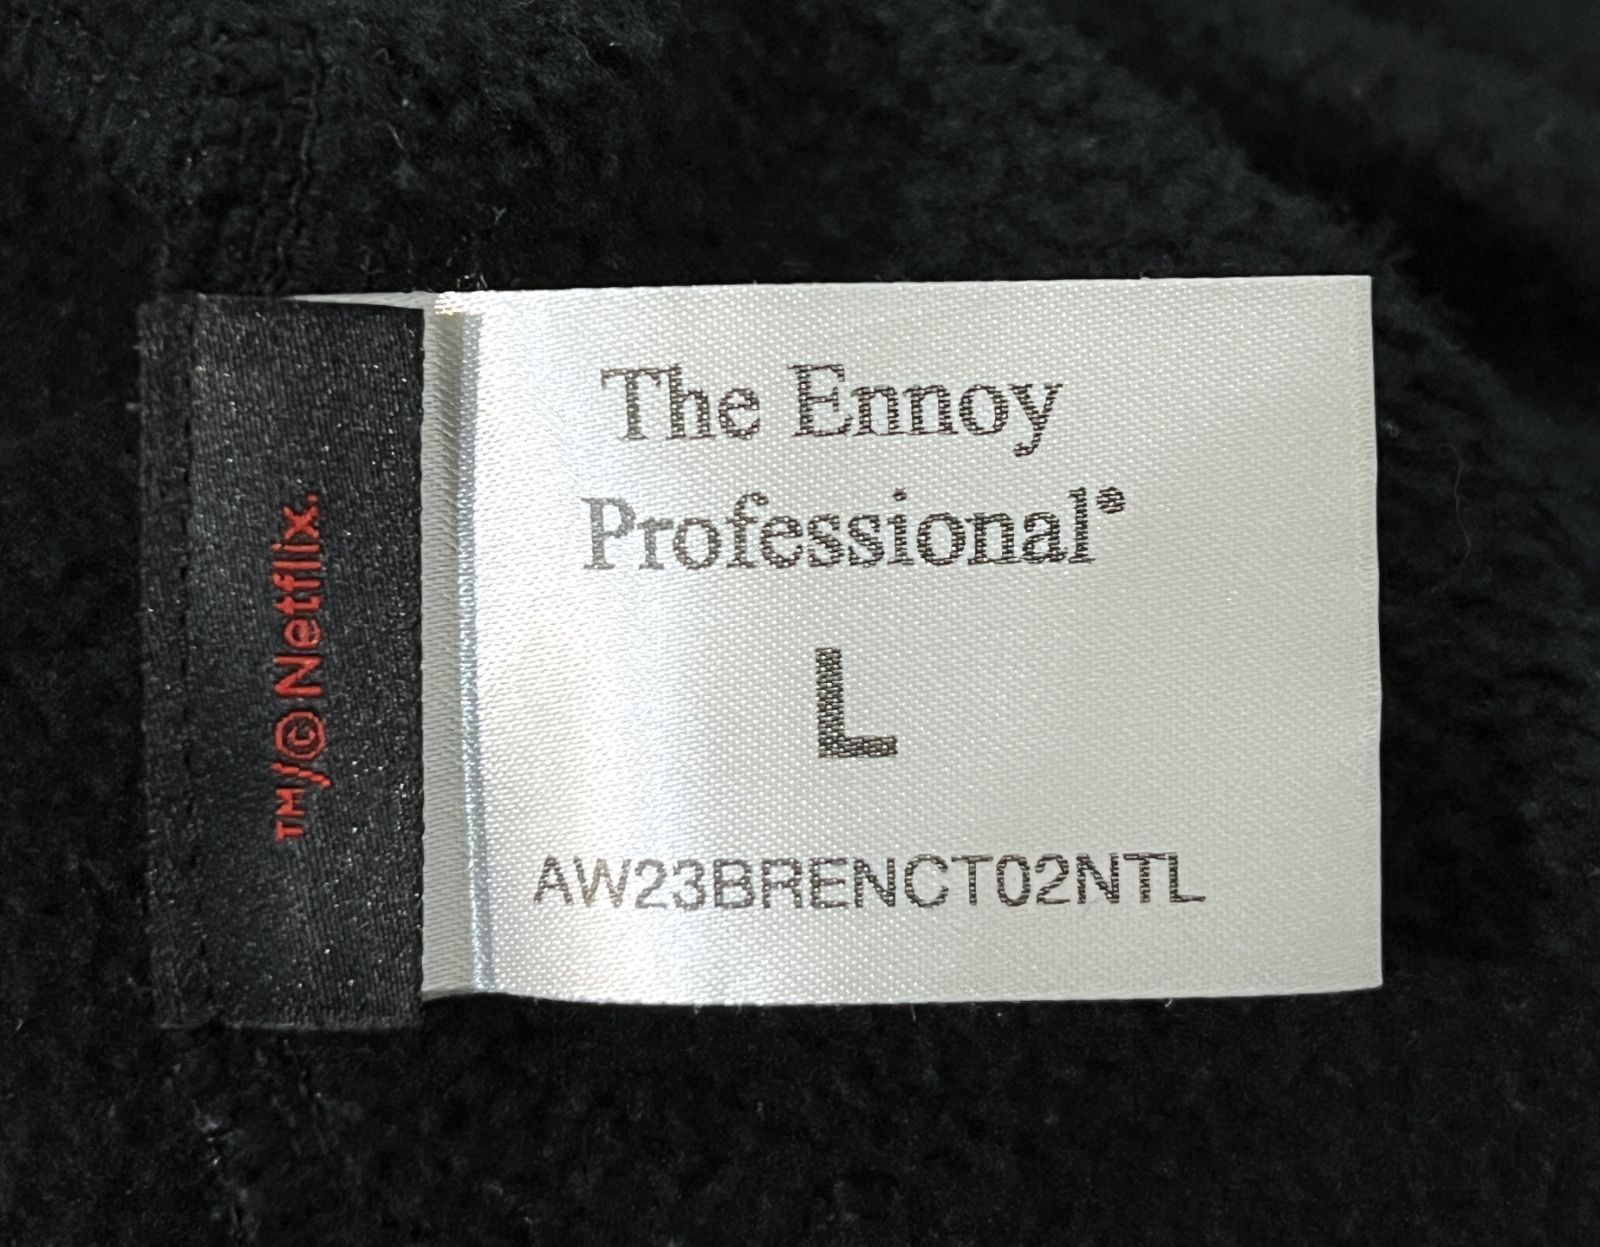 The Ennoy
Professional®
L
AW23BRENCT02NTL
™/© Netflix.